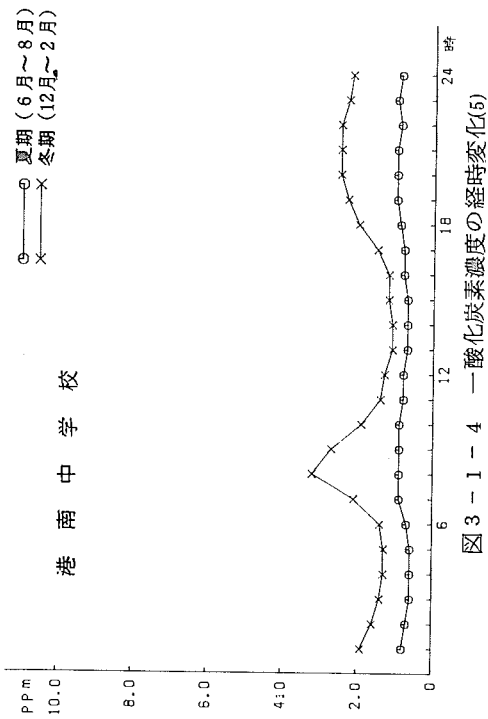 ○─○ 夏期 (6月～8月)
×─× 冬期 (12月～2月)
港南中学校
PPm
10.0
8.0
6.0
4.0
2.0
0
6
12
18
24 時
図3-1-4 一酸化炭素濃度の経時変化(5)